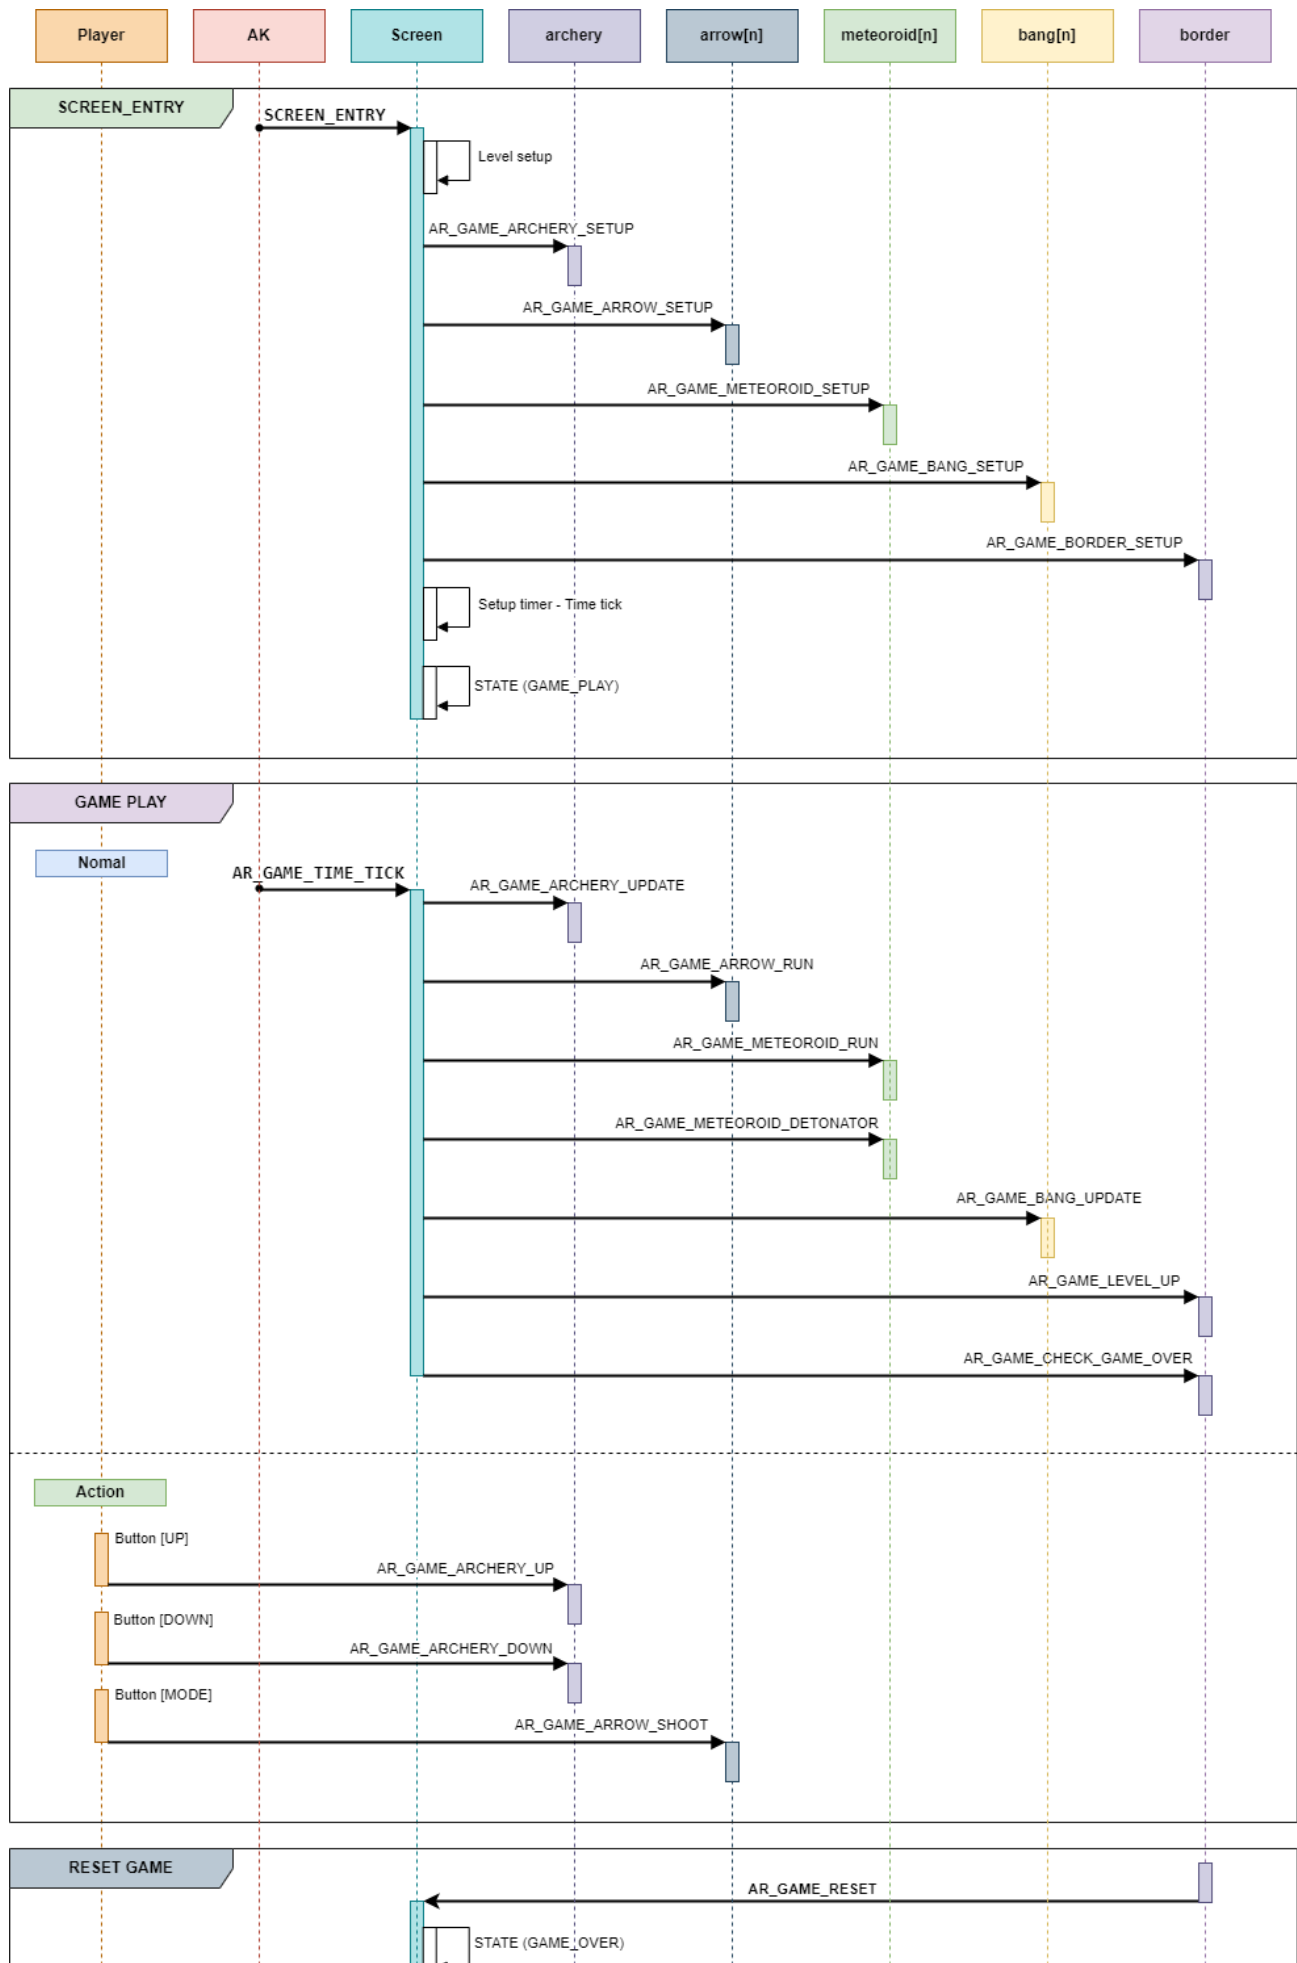 Player
AK
Screen
archery
arrow[n]
meteoroid[n]
bang[n]
border
SCREEN_ENTRY
SCREEN_ENTRY
Level setup
AR_GAME_ARCHERY_SETUP
AR_GAME_ARROW_SETUP
AR_GAME_METEOROID_SETUP
AR_GAME_BANG_SETUP
AR_GAME_BORDER_SETUP
Setup timer - Time tick
STATE (GAME_PLAY)
GAME PLAY
Nomal
AR_GAME_TIME_TICK
AR_GAME_ARCHERY_UPDATE
AR_GAME_ARROW_RUN
AR_GAME_METEOROID_RUN
AR_GAME_METEOROID_DETONATOR
AR_GAME_BANG_UPDATE
AR_GAME_LEVEL_UP
AR_GAME_CHECK_GAME_OVER
Action
Button [UP]
AR_GAME_ARCHERY_UP
Button [DOWN]
AR_GAME_ARCHERY_DOWN
Button [MODE]
AR_GAME_ARROW_SHOOT
RESET GAME
AR_GAME_RESET
STATE (GAME_OVER)